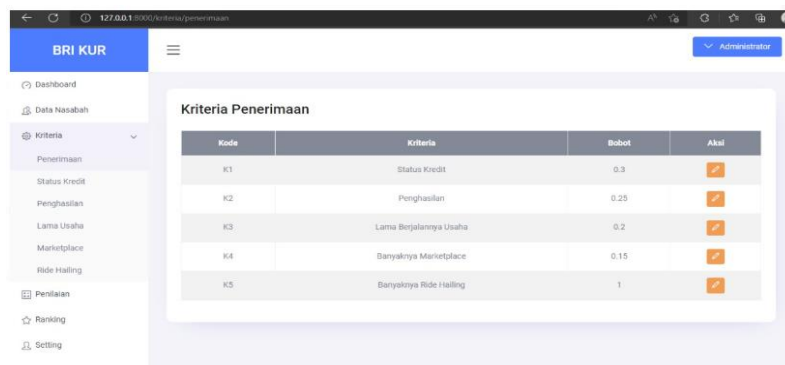 127.0.0.1:8000/kriteria/penerimaan
BRI KUR
Administrator
Dashboard
Data Nasabah
Kriteria
Penerimaan
Status Kredit
Penghasilan
Lama Usaha
Marketplace
Ride Hailing
Penilaian
Ranking
Setting
Kriteria Penerimaan
Kode Kriteria Bobot Aksi
K1 Status Kredit 0.3
K2 Penghasilan 0.25
K3 Lama Berjalannya Usaha 0.2
K4 Banyaknya Marketplace 0.15
K5 Banyaknya Ride Hailing 1